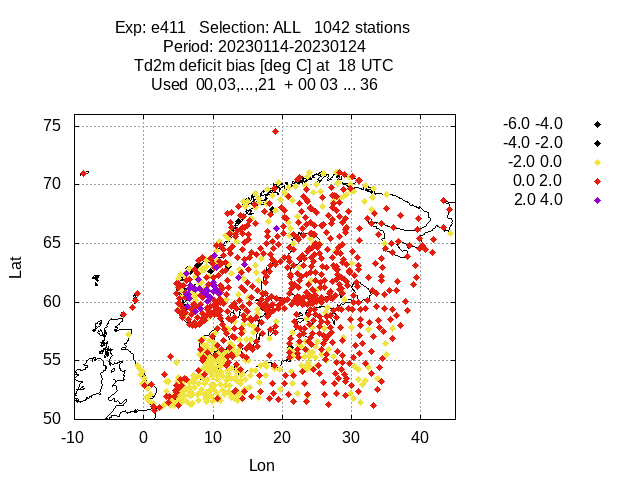 Exp: e411   Selection: ALL   1042 stations
Period: 20230114-20230124
Td2m deficit bias [deg C] at  18 UTC
Used  00,03,...,21  + 00 03 ... 36
-6.0 -4.0
-4.0 -2.0
-2.0 0.0
0.0 2.0
2.0 4.0
75
70
65
60
55
50
Lat
-10 0 10 20 30 40
Lon